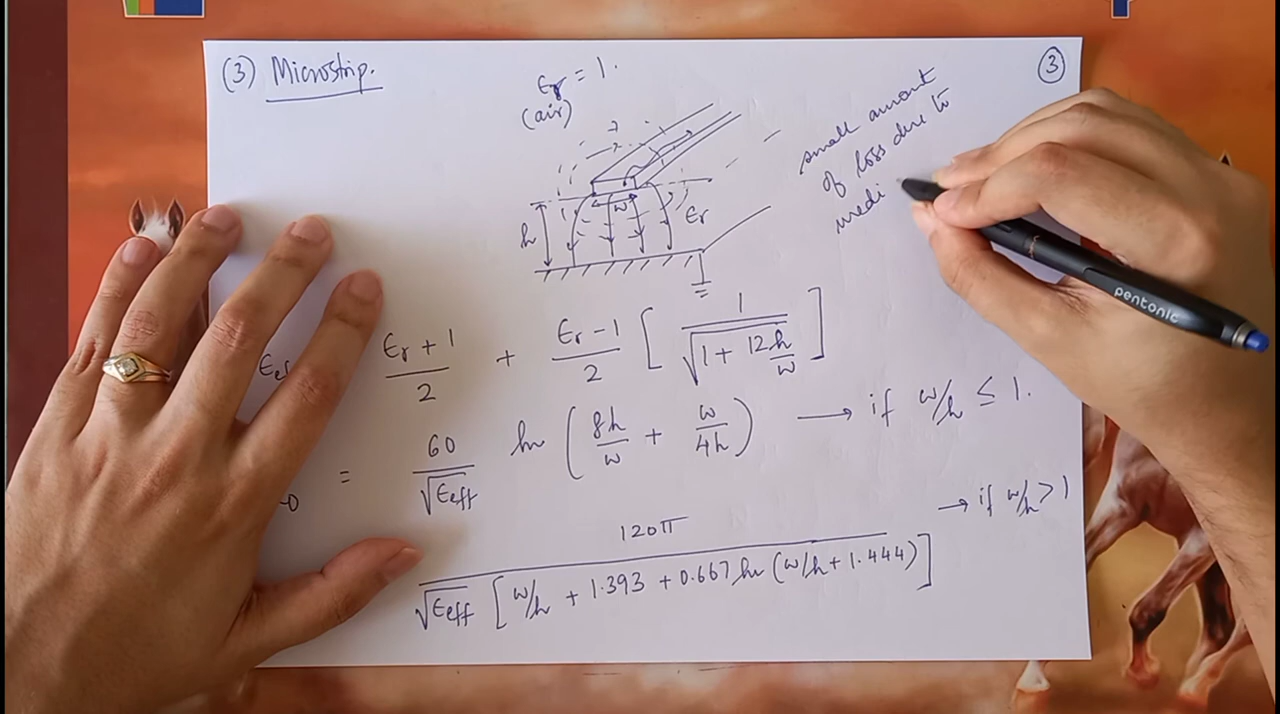 (3) Microstrip.
③
εr = 1.
(air)
small amount
of loss due to
medi
w
h
εr
εef
εr + 1 / 2 + εr - 1 / 2 [ 1 / √(1 + 12 h/w) ]
= 60 / √εeff ln ( 8h/w + w/4h ) → if w/h ≤ 1.
120π / √εeff [ w/h + 1.393 + 0.667 ln (w/h + 1.444) ] → if w/h > 1
pentonic